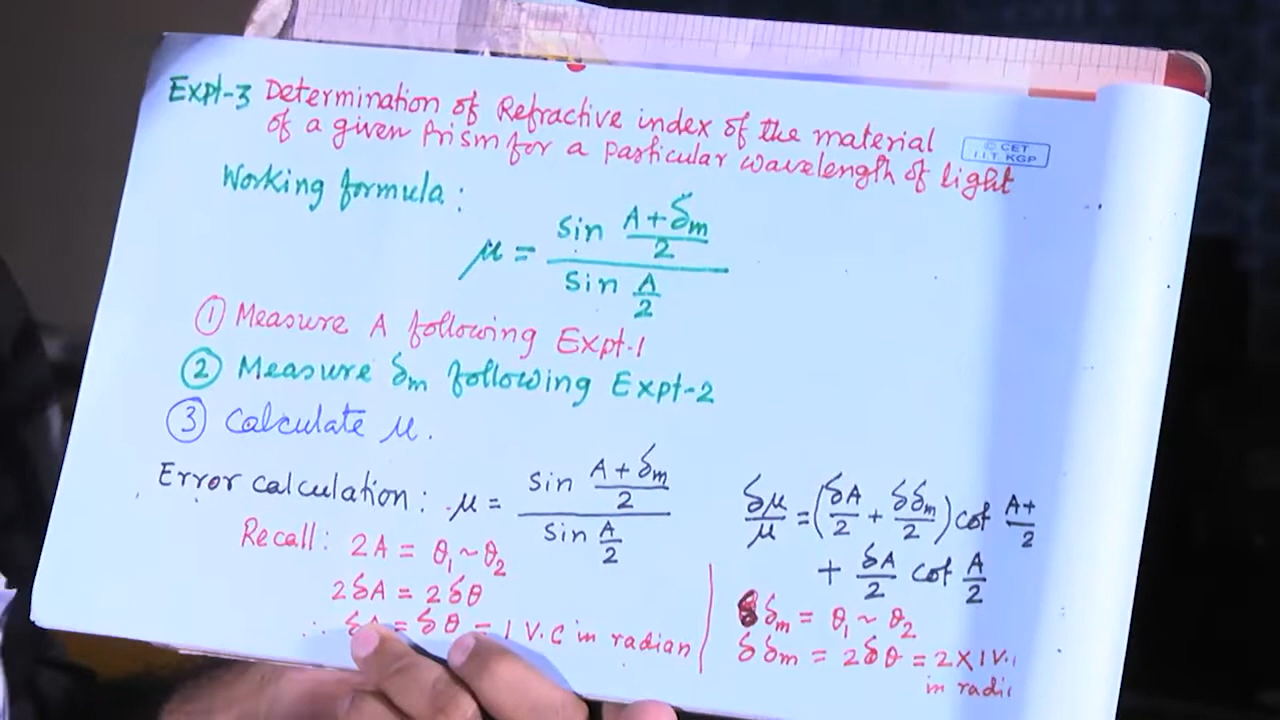 Expt-3 Determination of Refractive index of the material
of a given Prism for a particular wavelength of light
© CET
I.I.T. KGP
Working formula:
μ = sin (A+δm)/2 / sin A/2
① Measure A following Expt-1
② Measure δm following Expt-2
③ Calculate μ.
Error calculation: μ = sin (A+δm)/2 / sin A/2
Recall: 2A = θ₁ ~ θ₂
2δA = 2δθ
∴ δA = δθ = 1 V.C in radian
δμ/μ = (δA/2 + δδm/2) cot A+/2
+ δA/2 cot A/2
δm = θ₁ ~ θ₂
δδm = 2δθ = 2×1V.
in radi